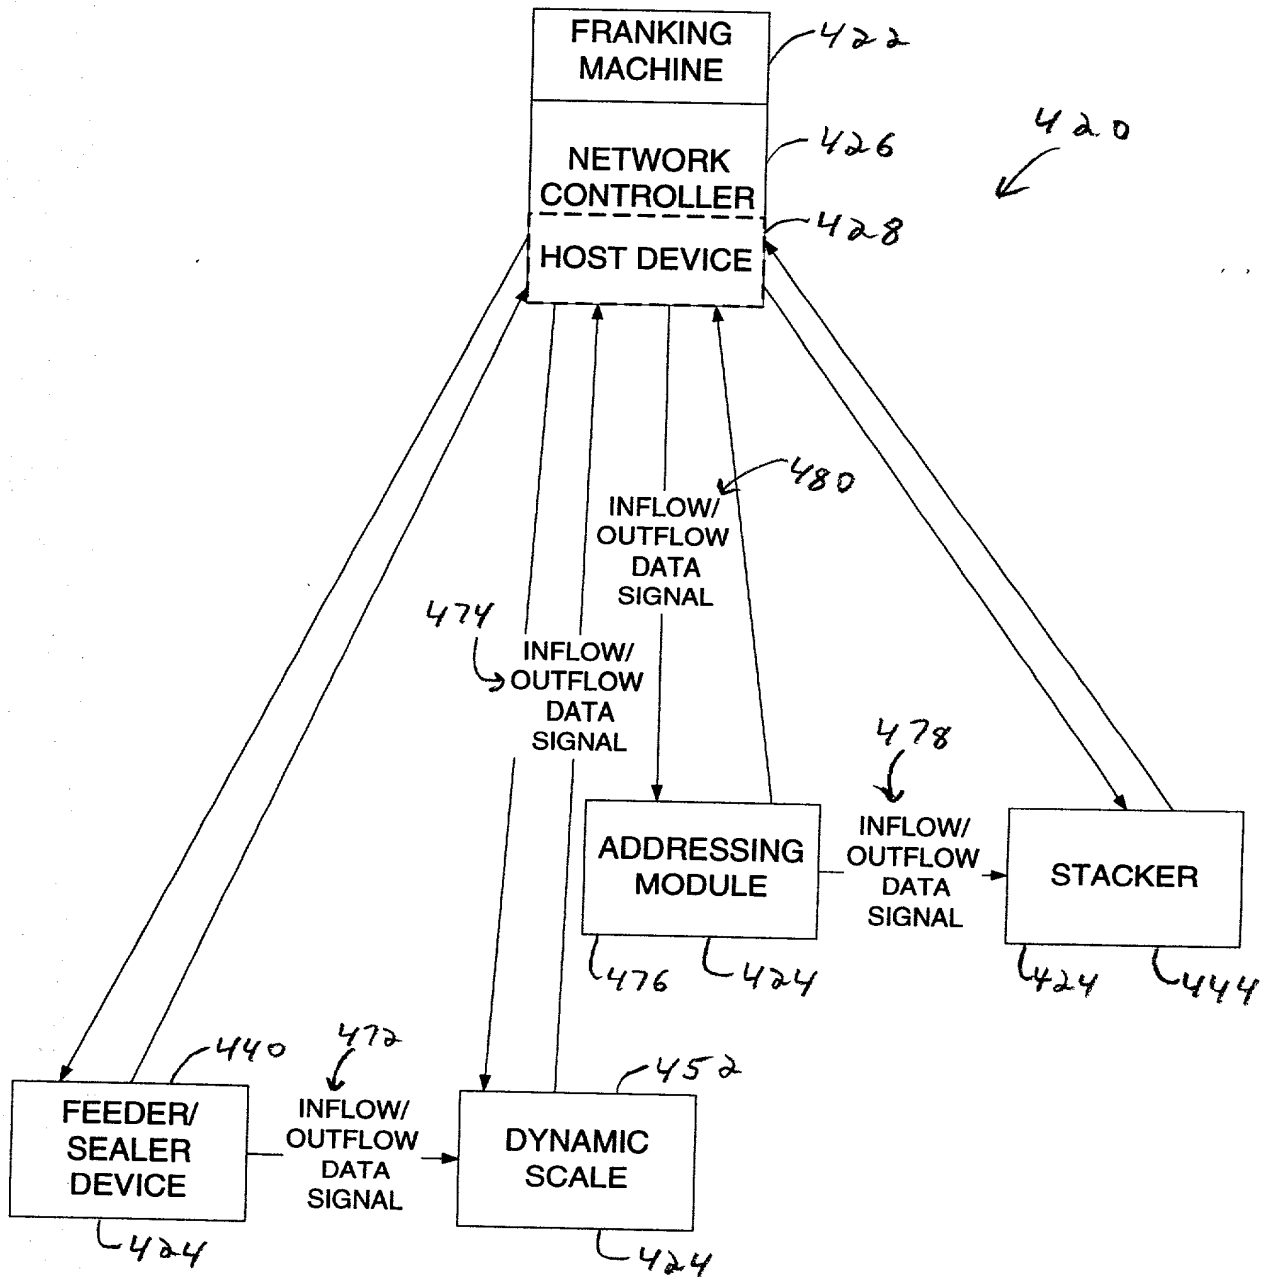 FRANKING
MACHINE
422
NETWORK
CONTROLLER
426
420
HOST DEVICE
428
INFLOW/
OUTFLOW
DATA
SIGNAL
480
474
INFLOW/
OUTFLOW
DATA
SIGNAL
478
ADDRESSING
MODULE
INFLOW/
OUTFLOW
DATA
SIGNAL
STACKER
476
424
424
444
440
472
452
FEEDER/
SEALER
DEVICE
INFLOW/
OUTFLOW
DATA
SIGNAL
DYNAMIC
SCALE
424
424